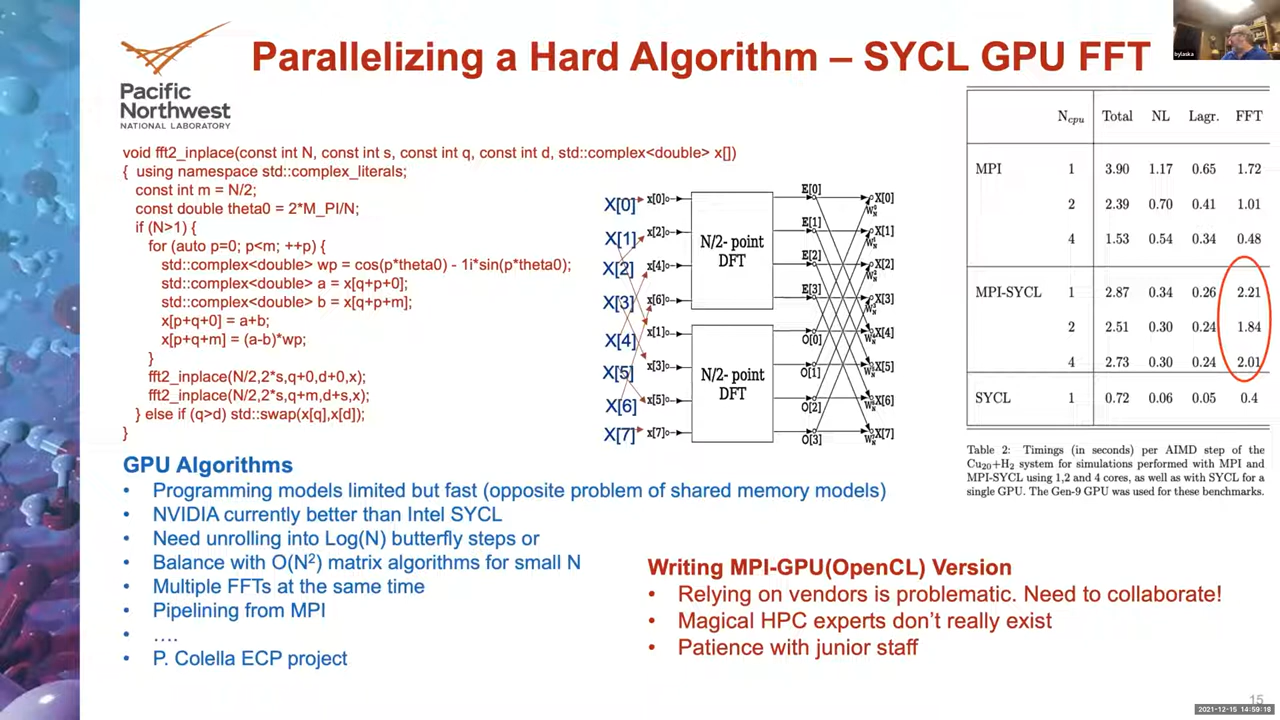 Parallelizing a Hard Algorithm – SYCL GPU FFT
bylaska
Pacific
Northwest
NATIONAL LABORATORY
void fft2_inplace(const int N, const int s, const int q, const int d, std::complex<double> x[])
{ using namespace std::complex_literals;
const int m = N/2;
const double theta0 = 2*M_PI/N;
if (N>1) {
for (auto p=0; p<m; ++p) {
std::complex<double> wp = cos(p*theta0) - 1i*sin(p*theta0);
std::complex<double> a = x[q+p+0];
std::complex<double> b = x[q+p+m];
x[p+q+0] = a+b;
x[p+q+m] = (a-b)*wp;
}
fft2_inplace(N/2,2*s,q+0,d+0,x);
fft2_inplace(N/2,2*s,q+m,d+s,x);
} else if (q>d) std::swap(x[q],x[d]);
}
X[0] x[0] E[0] X[0]
X[1] x[2] E[1] X[1]
X[2] x[4] E[2] X[2]
X[3] x[6] E[3] X[3]
X[4] x[1] O[0] X[4]
X[5] x[3] O[1] X[5]
X[6] x[5] O[2] X[6]
X[7] x[7] O[3] X[7]
N/2- point
DFT
N/2- point
DFT
Ncpu Total NL Lagr. FFT
MPI 1 3.90 1.17 0.65 1.72
2 2.39 0.70 0.41 1.01
4 1.53 0.54 0.34 0.48
MPI-SYCL 1 2.87 0.34 0.26 2.21
2 2.51 0.30 0.24 1.84
4 2.73 0.30 0.24 2.01
SYCL 1 0.72 0.06 0.05 0.4
Table 2: Timings (in seconds) per AIMD step of the
Cu20+H2 system for simulations performed with MPI and
MPI-SYCL using 1,2 and 4 cores, as well as with SYCL for a
single GPU. The Gen-9 GPU was used for these benchmarks.
GPU Algorithms
• Programming models limited but fast (opposite problem of shared memory models)
• NVIDIA currently better than Intel SYCL
• Need unrolling into Log(N) butterfly steps or
• Balance with O(N²) matrix algorithms for small N
• Multiple FFTs at the same time
• Pipelining from MPI
• ….
• P. Colella ECP project
Writing MPI-GPU(OpenCL) Version
• Relying on vendors is problematic. Need to collaborate!
• Magical HPC experts don't really exist
• Patience with junior staff
15
2021-12-15 14:59:18